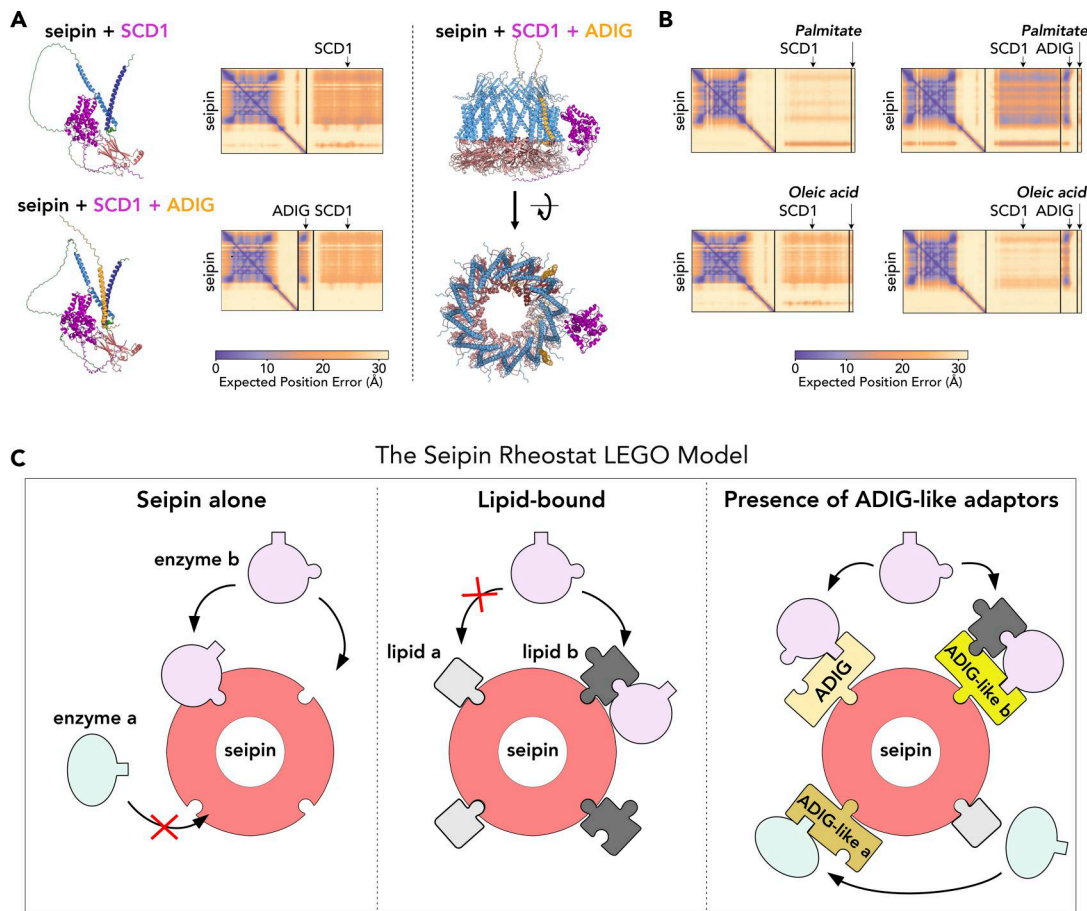 A
seipin + SCD1
SCD1
seipin
seipin + SCD1 + ADIG
ADIG SCD1
seipin
0 10 20 30
Expected Position Error (Å)
seipin + SCD1 + ADIG
B
Palmitate
SCD1
seipin
Palmitate
SCD1 ADIG
seipin
Oleic acid
SCD1
seipin
Oleic acid
SCD1 ADIG
seipin
0 10 20 30
Expected Position Error (Å)
C
The Seipin Rheostat LEGO Model
Seipin alone
enzyme b
enzyme a
seipin
Lipid-bound
lipid a
lipid b
seipin
Presence of ADIG-like adaptors
ADIG
ADIG-like b
seipin
ADIG-like a